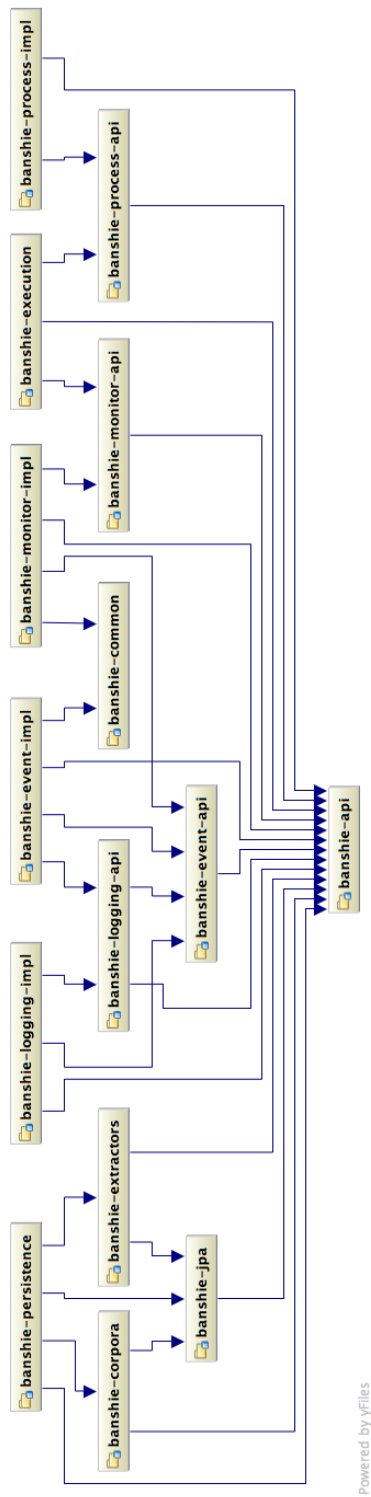 banshie-persistence
banshie-logging-impl
banshie-event-impl
banshie-monitor-impl
banshie-execution
banshie-process-impl
banshie-corpora
banshie-extractors
banshie-logging-api
banshie-common
banshie-monitor-api
banshie-process-api
banshie-jpa
banshie-event-api
banshie-api
Powered by yFiles